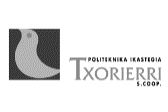 POLITEKNIKA IKASTEGIA
TXORIERRI
S.COOP.